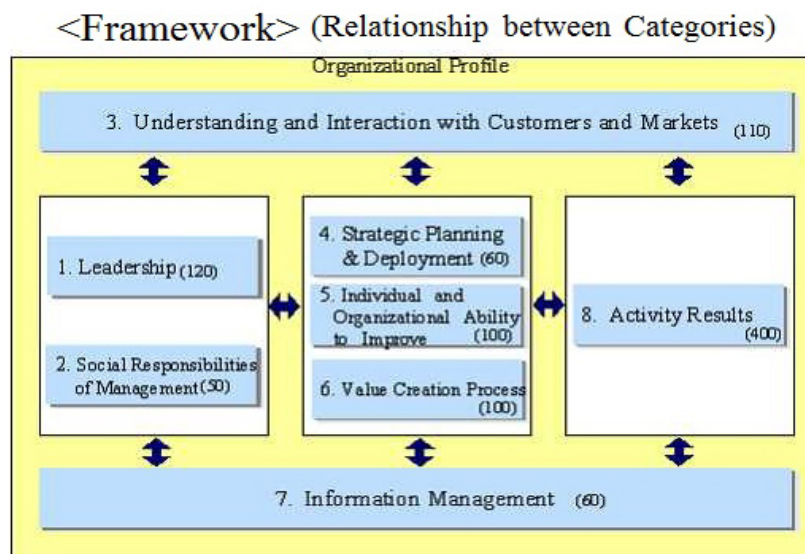 <Framework> (Relationship between Categories)
Organizational Profile
3. Understanding and Interaction with Customers and Markets (110)
1. Leadership (120)
2. Social Responsibilities
of Management (50)
4. Strategic Planning
& Deployment (60)
5. Individual and
Organizational Ability
to Improve (100)
6. Value Creation Process
(100)
8. Activity Results
(400)
7. Information Management (60)